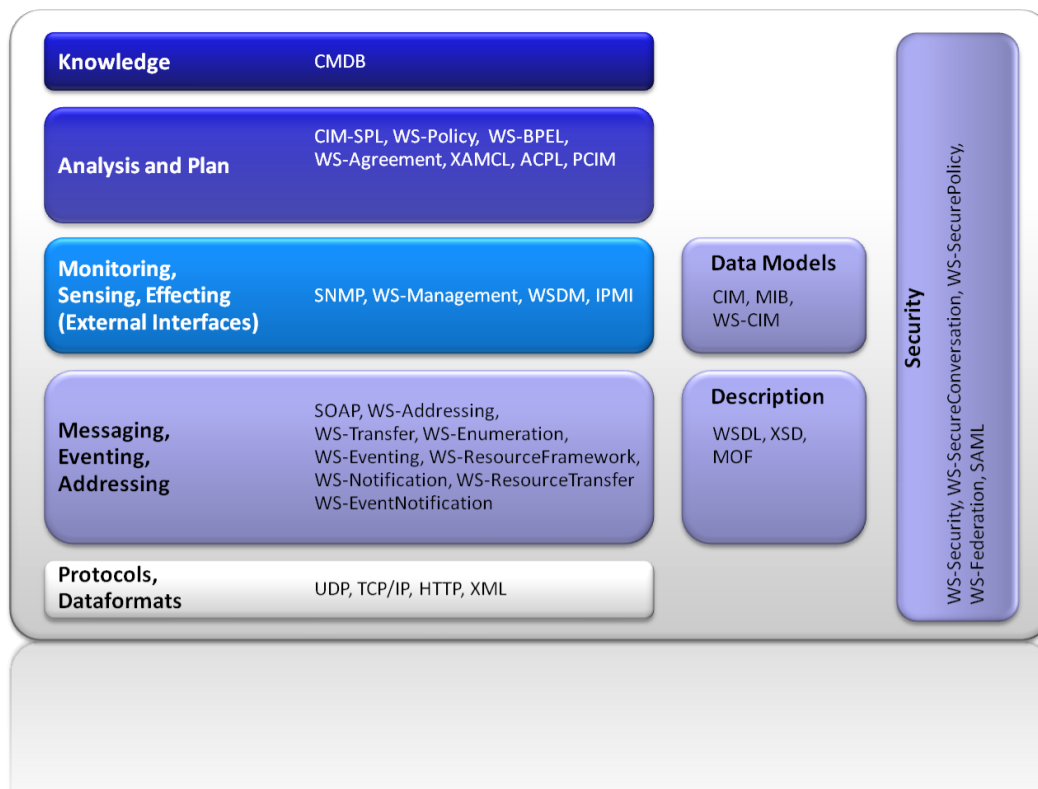 Knowledge
CMDB
Analysis and Plan
CIM-SPL, WS-Policy, WS-BPEL,
WS-Agreement, XAMCL, ACPL, PCIM
Monitoring,
Sensing, Effecting
(External Interfaces)
SNMP, WS-Management, WSDM, IPMI
Data Models
CIM, MIB,
WS-CIM
Messaging,
Eventing,
Addressing
SOAP, WS-Addressing,
WS-Transfer, WS-Enumeration,
WS-Eventing, WS-ResourceFramework,
WS-Notification, WS-ResourceTransfer
WS-EventNotification
Description
WSDL, XSD,
MOF
Protocols,
Dataformats
UDP, TCP/IP, HTTP, XML
Security
WS-Security, WS-SecureConversation, WS-SecurePolicy,
WS-Federation, SAML